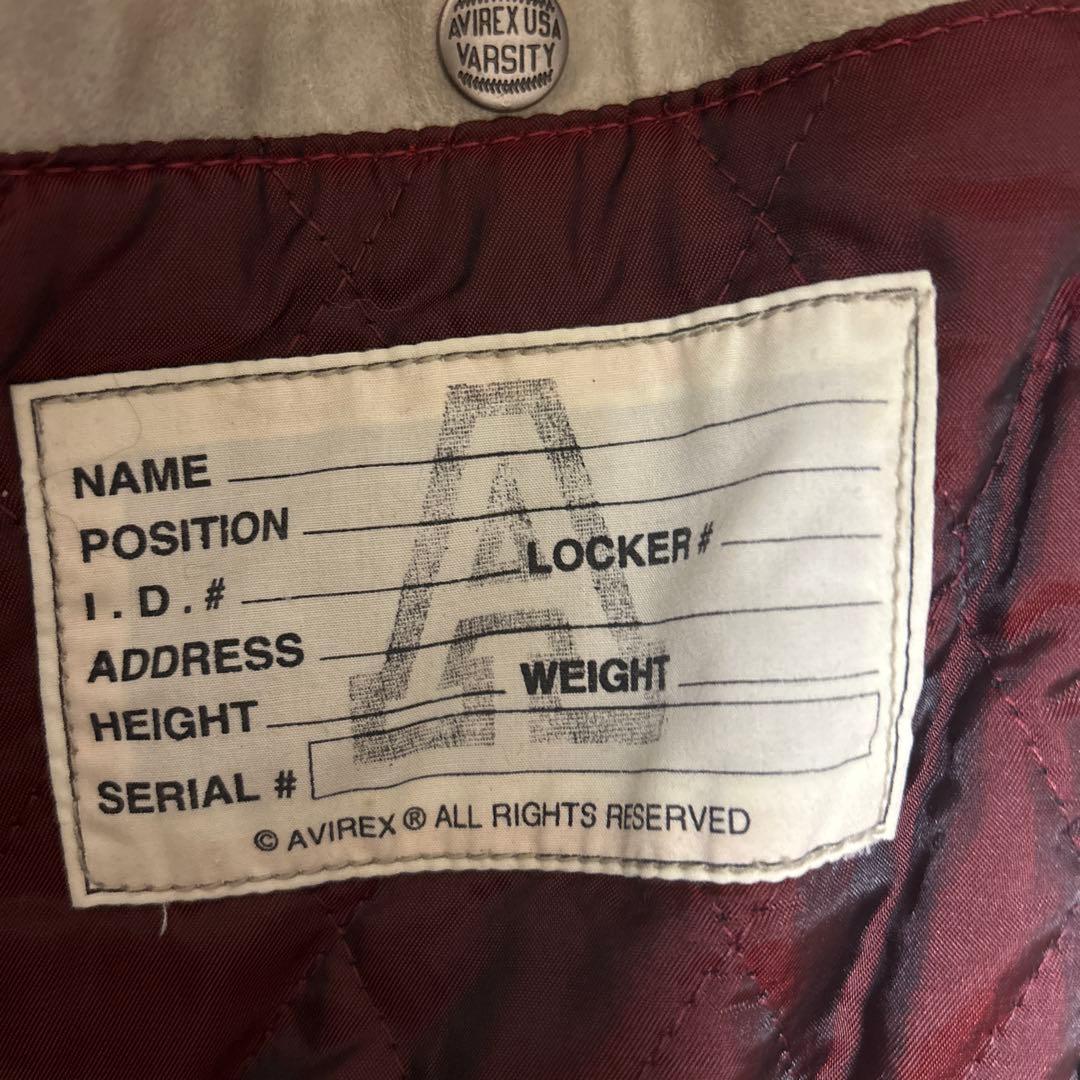 AVIREX USA
VARSITY
A
NAME
POSITION
I.D.# LOCKER#
ADDRESS
HEIGHT WEIGHT
SERIAL #
© AVIREX ® ALL RIGHTS RESERVED